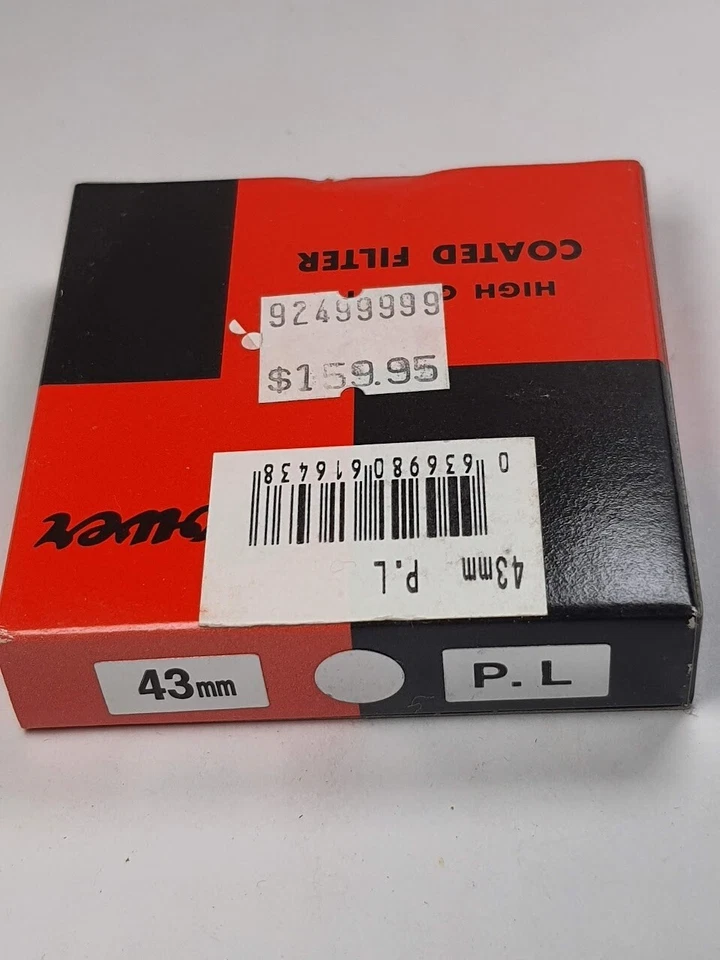 COATED FILTER
HIGH
92499999
$159.95
0 636980 616438
43mm P.L
43mm
P.L